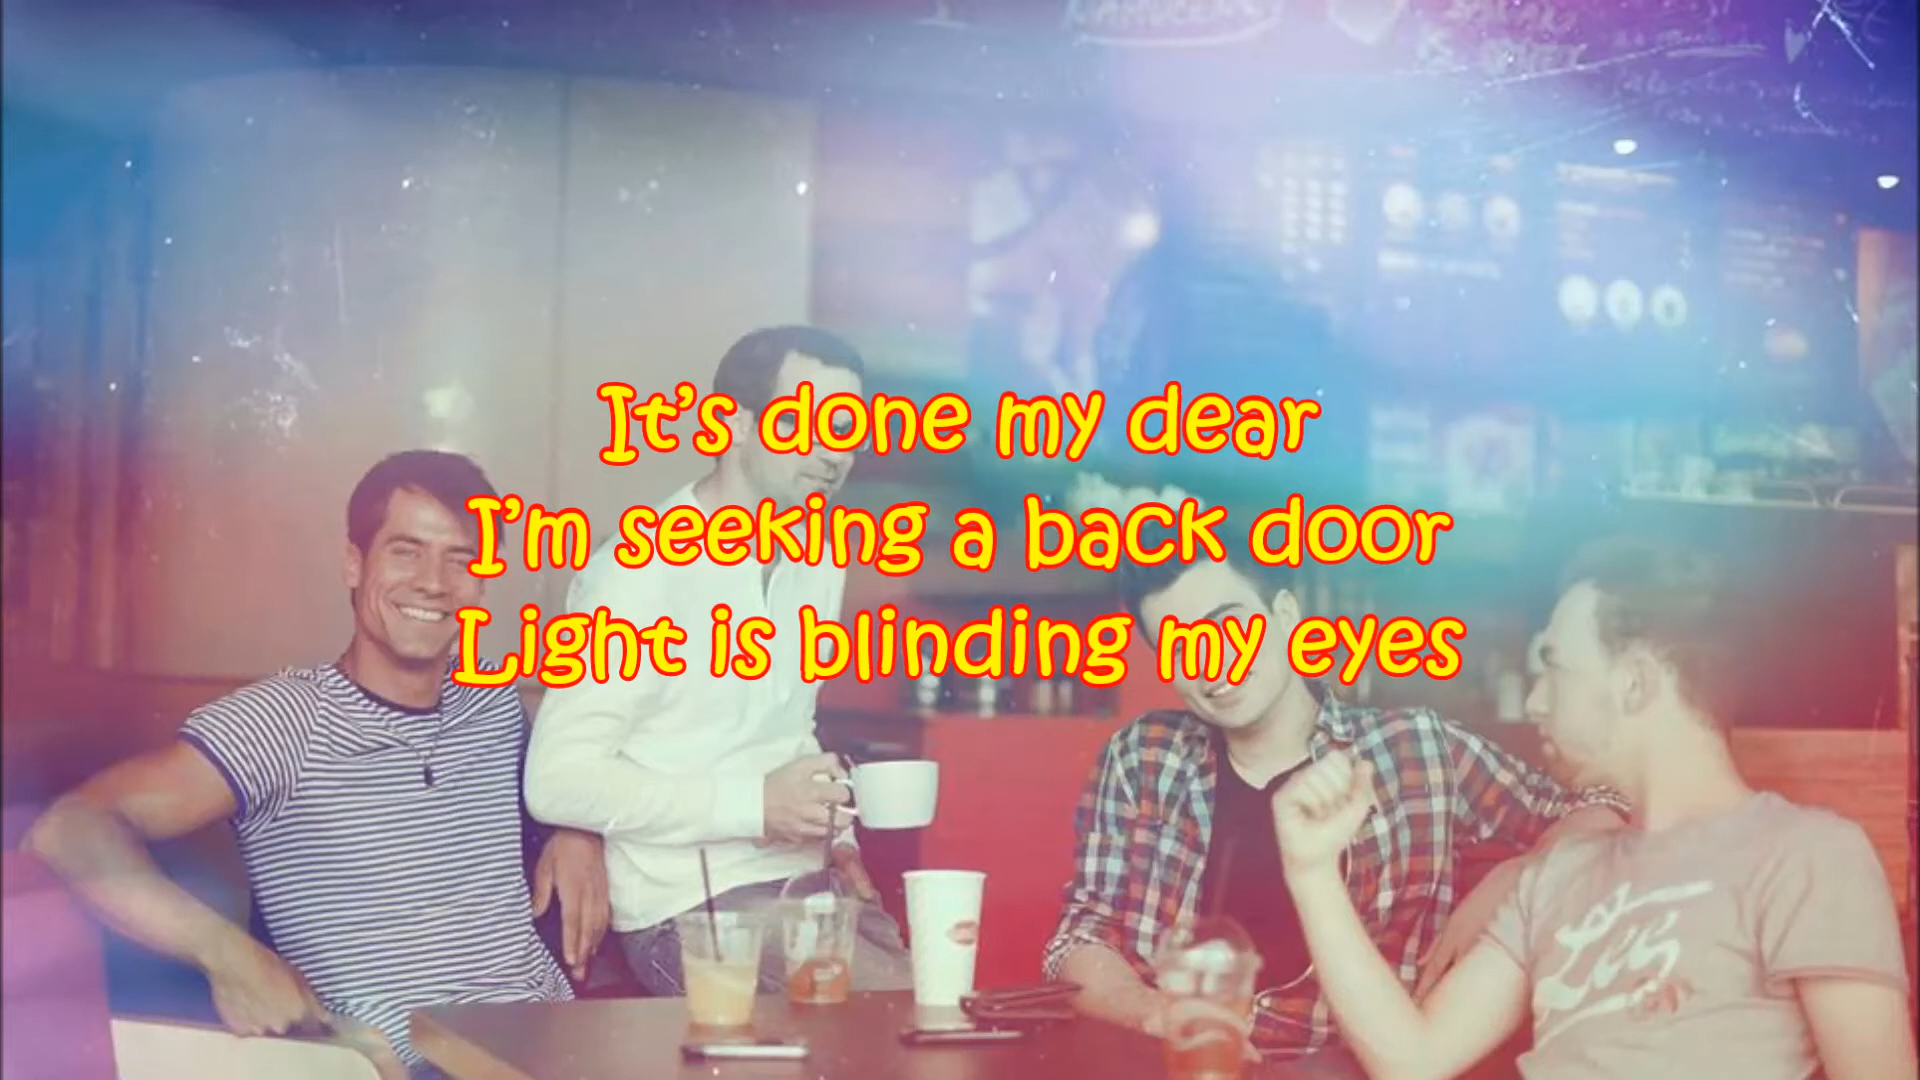 It's done my dear
I'm seeking a back door
Light is blinding my eyes